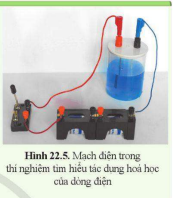 Hình 22.5. Mạch điện trong
thí nghiệm tìm hiểu tác dụng hoá học
của dòng điện